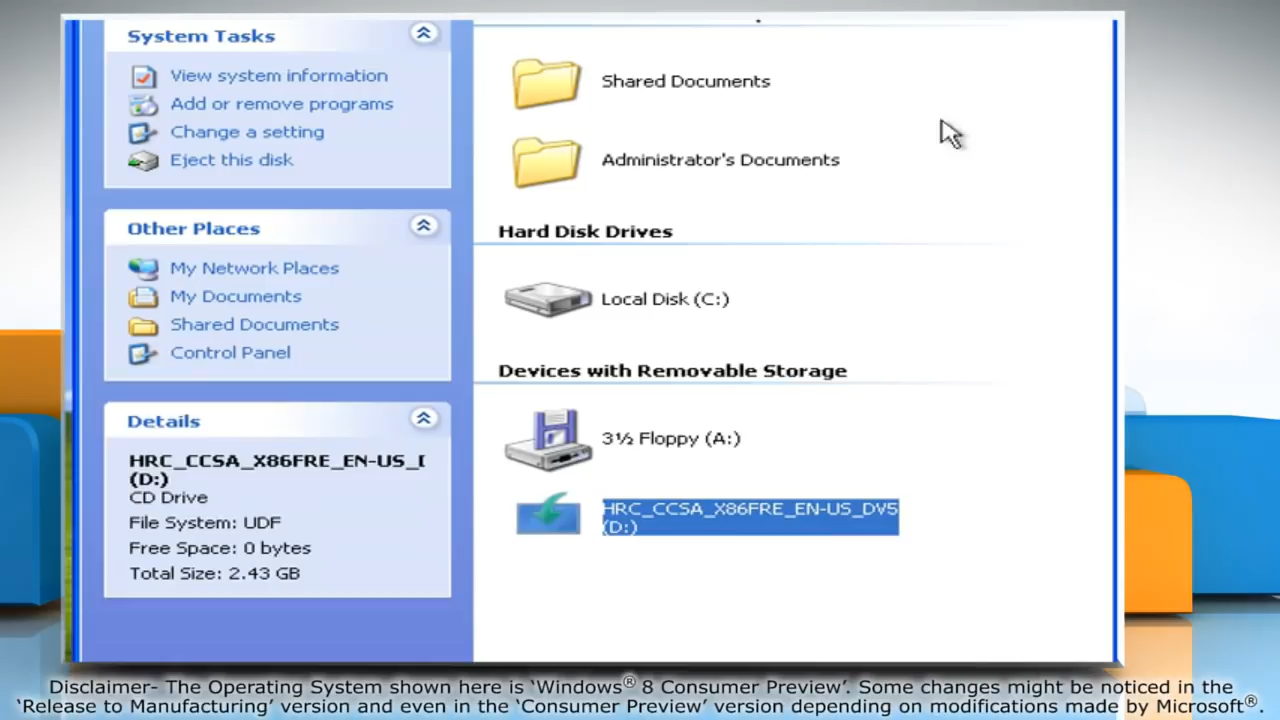 System Tasks
View system information
Add or remove programs
Change a setting
Eject this disk
Other Places
My Network Places
My Documents
Shared Documents
Control Panel
Details
HRC_CCSA_X86FRE_EN-US_
(D:)
CD Drive
File System: UDF
Free Space: 0 bytes
Total Size: 2.43 GB
Shared Documents
Administrator's Documents
Hard Disk Drives
Local Disk (C:)
Devices with Removable Storage
3½ Floppy (A:)
HRC_CCSA_X86FRE_EN-US_DV5
(D:)
Disclaimer- The Operating System shown here is ‘Windows® 8 Consumer Preview’. Some changes might be noticed in the
‘Release to Manufacturing’ version and even in the ‘Consumer Preview’ version depending on modifications made by Microsoft®.